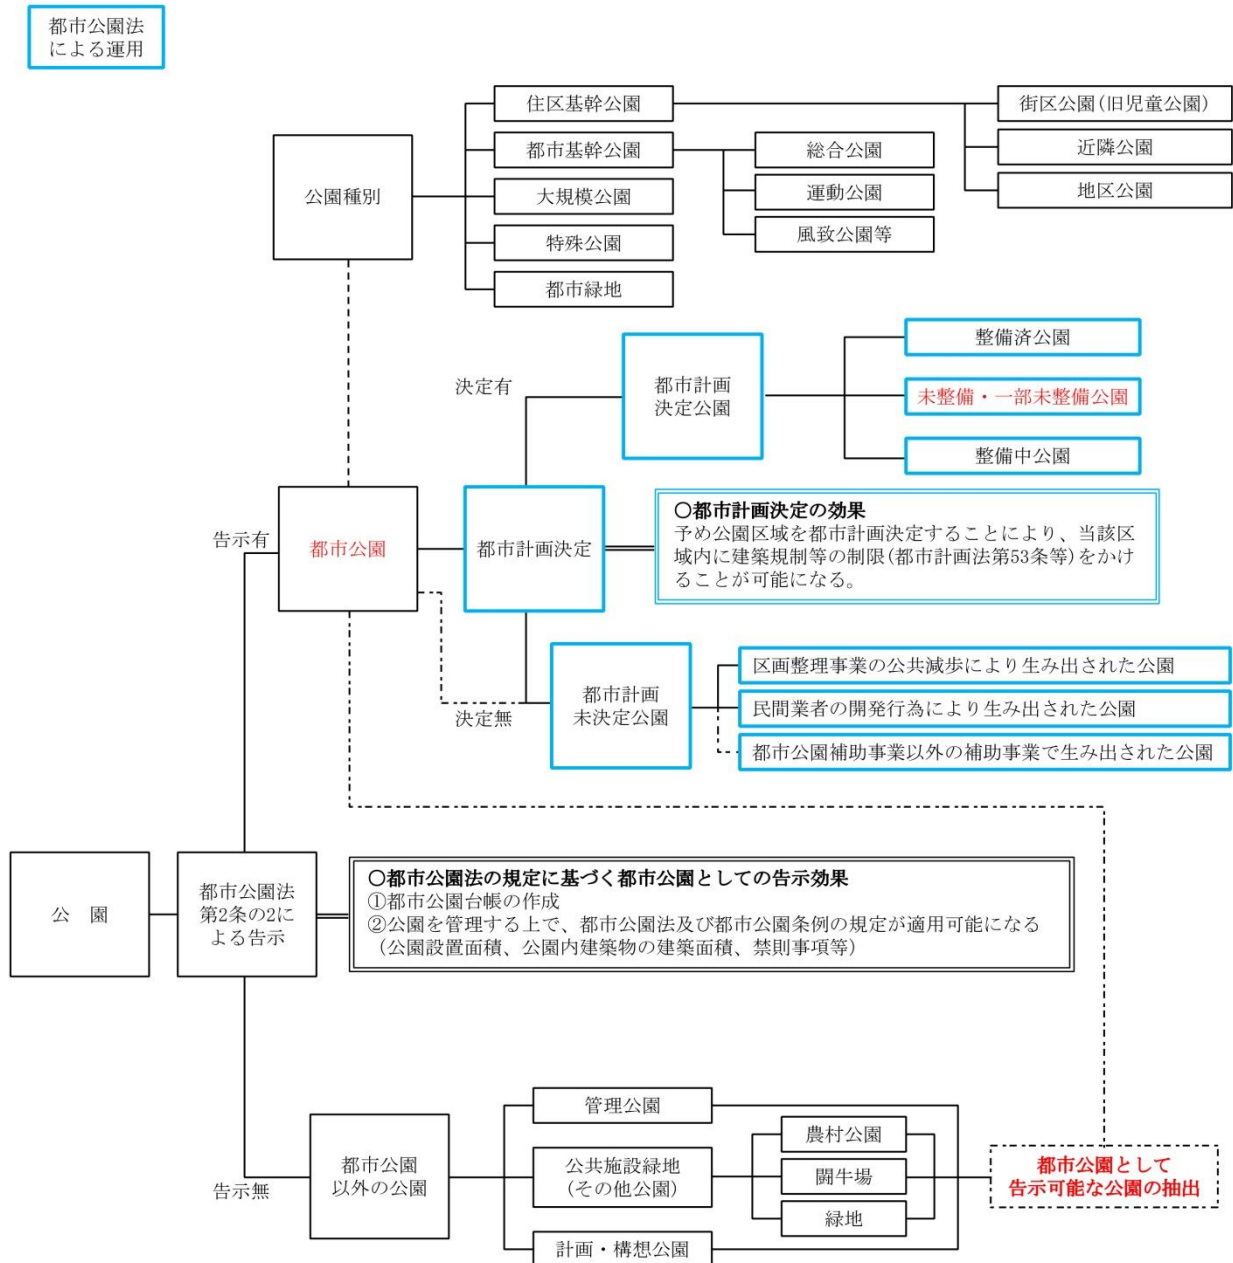 都市公園法
による運用
公園種別
住区基幹公園
都市基幹公園
大規模公園
特殊公園
都市緑地
総合公園
運動公園
風致公園等
街区公園(旧児童公園)
近隣公園
地区公園
決定有
都市計画
決定公園
整備済公園
未整備・一部未整備公園
整備中公園
告示有
都市公園
都市計画決定
〇都市計画決定の効果
予め公園区域を都市計画決定することにより、当該区
域内に建築規制等の制限(都市計画法第53条等)をかけ
ることが可能になる。
決定無
都市計画
未決定公園
区画整理事業の公共減歩により生み出された公園
民間業者の開発行為により生み出された公園
都市公園補助事業以外の補助事業で生み出された公園
公　園
都市公園法
第2条の2に
よる告示
〇都市公園法の規定に基づく都市公園としての告示効果
①都市公園台帳の作成
②公園を管理する上で、都市公園法及び都市公園条例の規定が適用可能になる
（公園設置面積、公園内建築物の建築面積、禁則事項等）
告示無
都市公園
以外の公園
管理公園
公共施設緑地
(その他公園)
計画・構想公園
農村公園
闘牛場
緑地
都市公園として
告示可能な公園の抽出